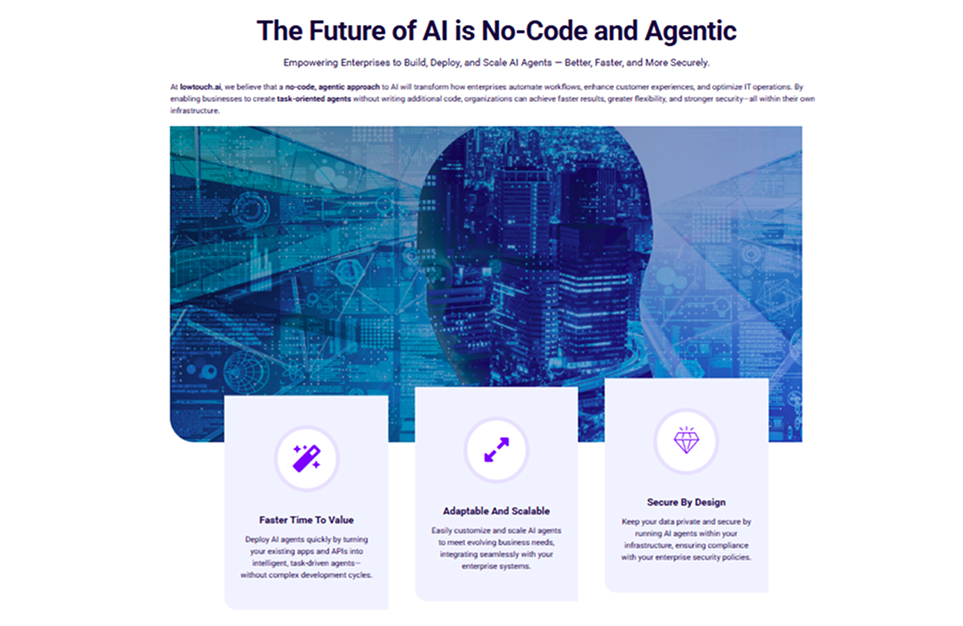 The Future of AI is No-Code and Agentic
Empowering Enterprises to Build, Deploy, and Scale AI Agents — Better, Faster, and More Securely.
At lowtouch.ai, we believe that a no-code, agentic approach to AI will transform how enterprises automate workflows, enhance customer experiences, and optimize IT operations. By
enabling businesses to create task-oriented agents without writing additional code, organizations can achieve faster results, greater flexibility, and stronger security—all within their own
infrastructure.
Faster Time To Value
Deploy AI agents quickly by turning
your existing apps and APIs into
intelligent, task-driven agents—
without complex development cycles.
Adaptable And Scalable
Easily customize and scale AI agents
to meet evolving business needs,
integrating seamlessly with your
enterprise systems.
Secure By Design
Keep your data private and secure by
running AI agents within your
infrastructure, ensuring compliance
with your enterprise security policies.